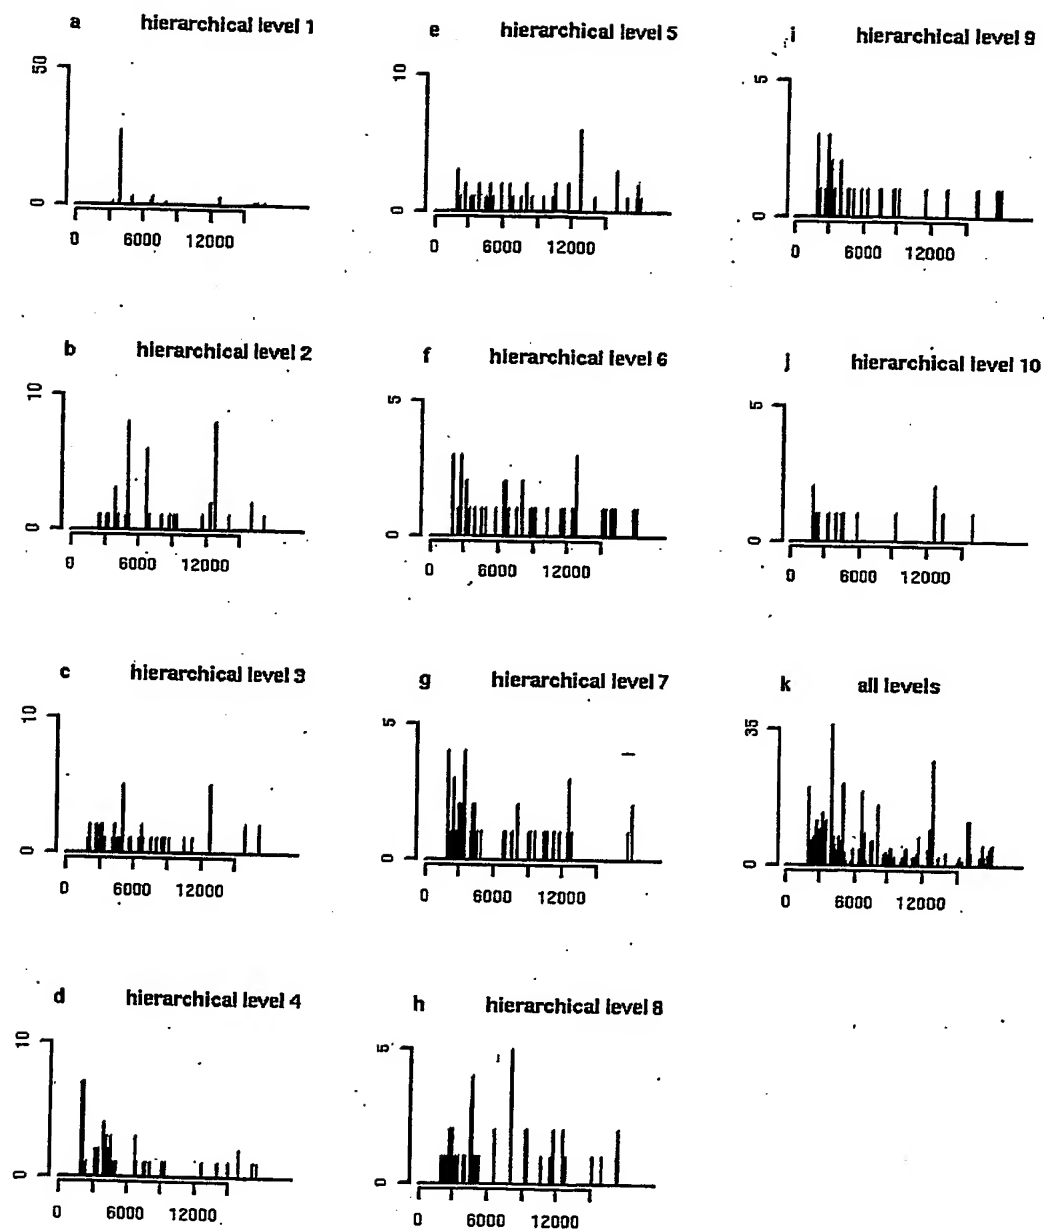 a hierarchical level 1
50
0
0 6000 12000
b hierarchical level 2
10
0
0 6000 12000
c hierarchical level 3
10
0
0 6000 12000
d hierarchical level 4
10
0
0 6000 12000
e hierarchical level 5
10
0
0 6000 12000
f hierarchical level 6
5
0
0 6000 12000
g hierarchical level 7
5
0
0 6000 12000
h hierarchical level 8
5
0
0 6000 12000
i hierarchical level 9
5
0
0 6000 12000
j hierarchical level 10
5
0
0 6000 12000
k all levels
35
0
0 6000 12000